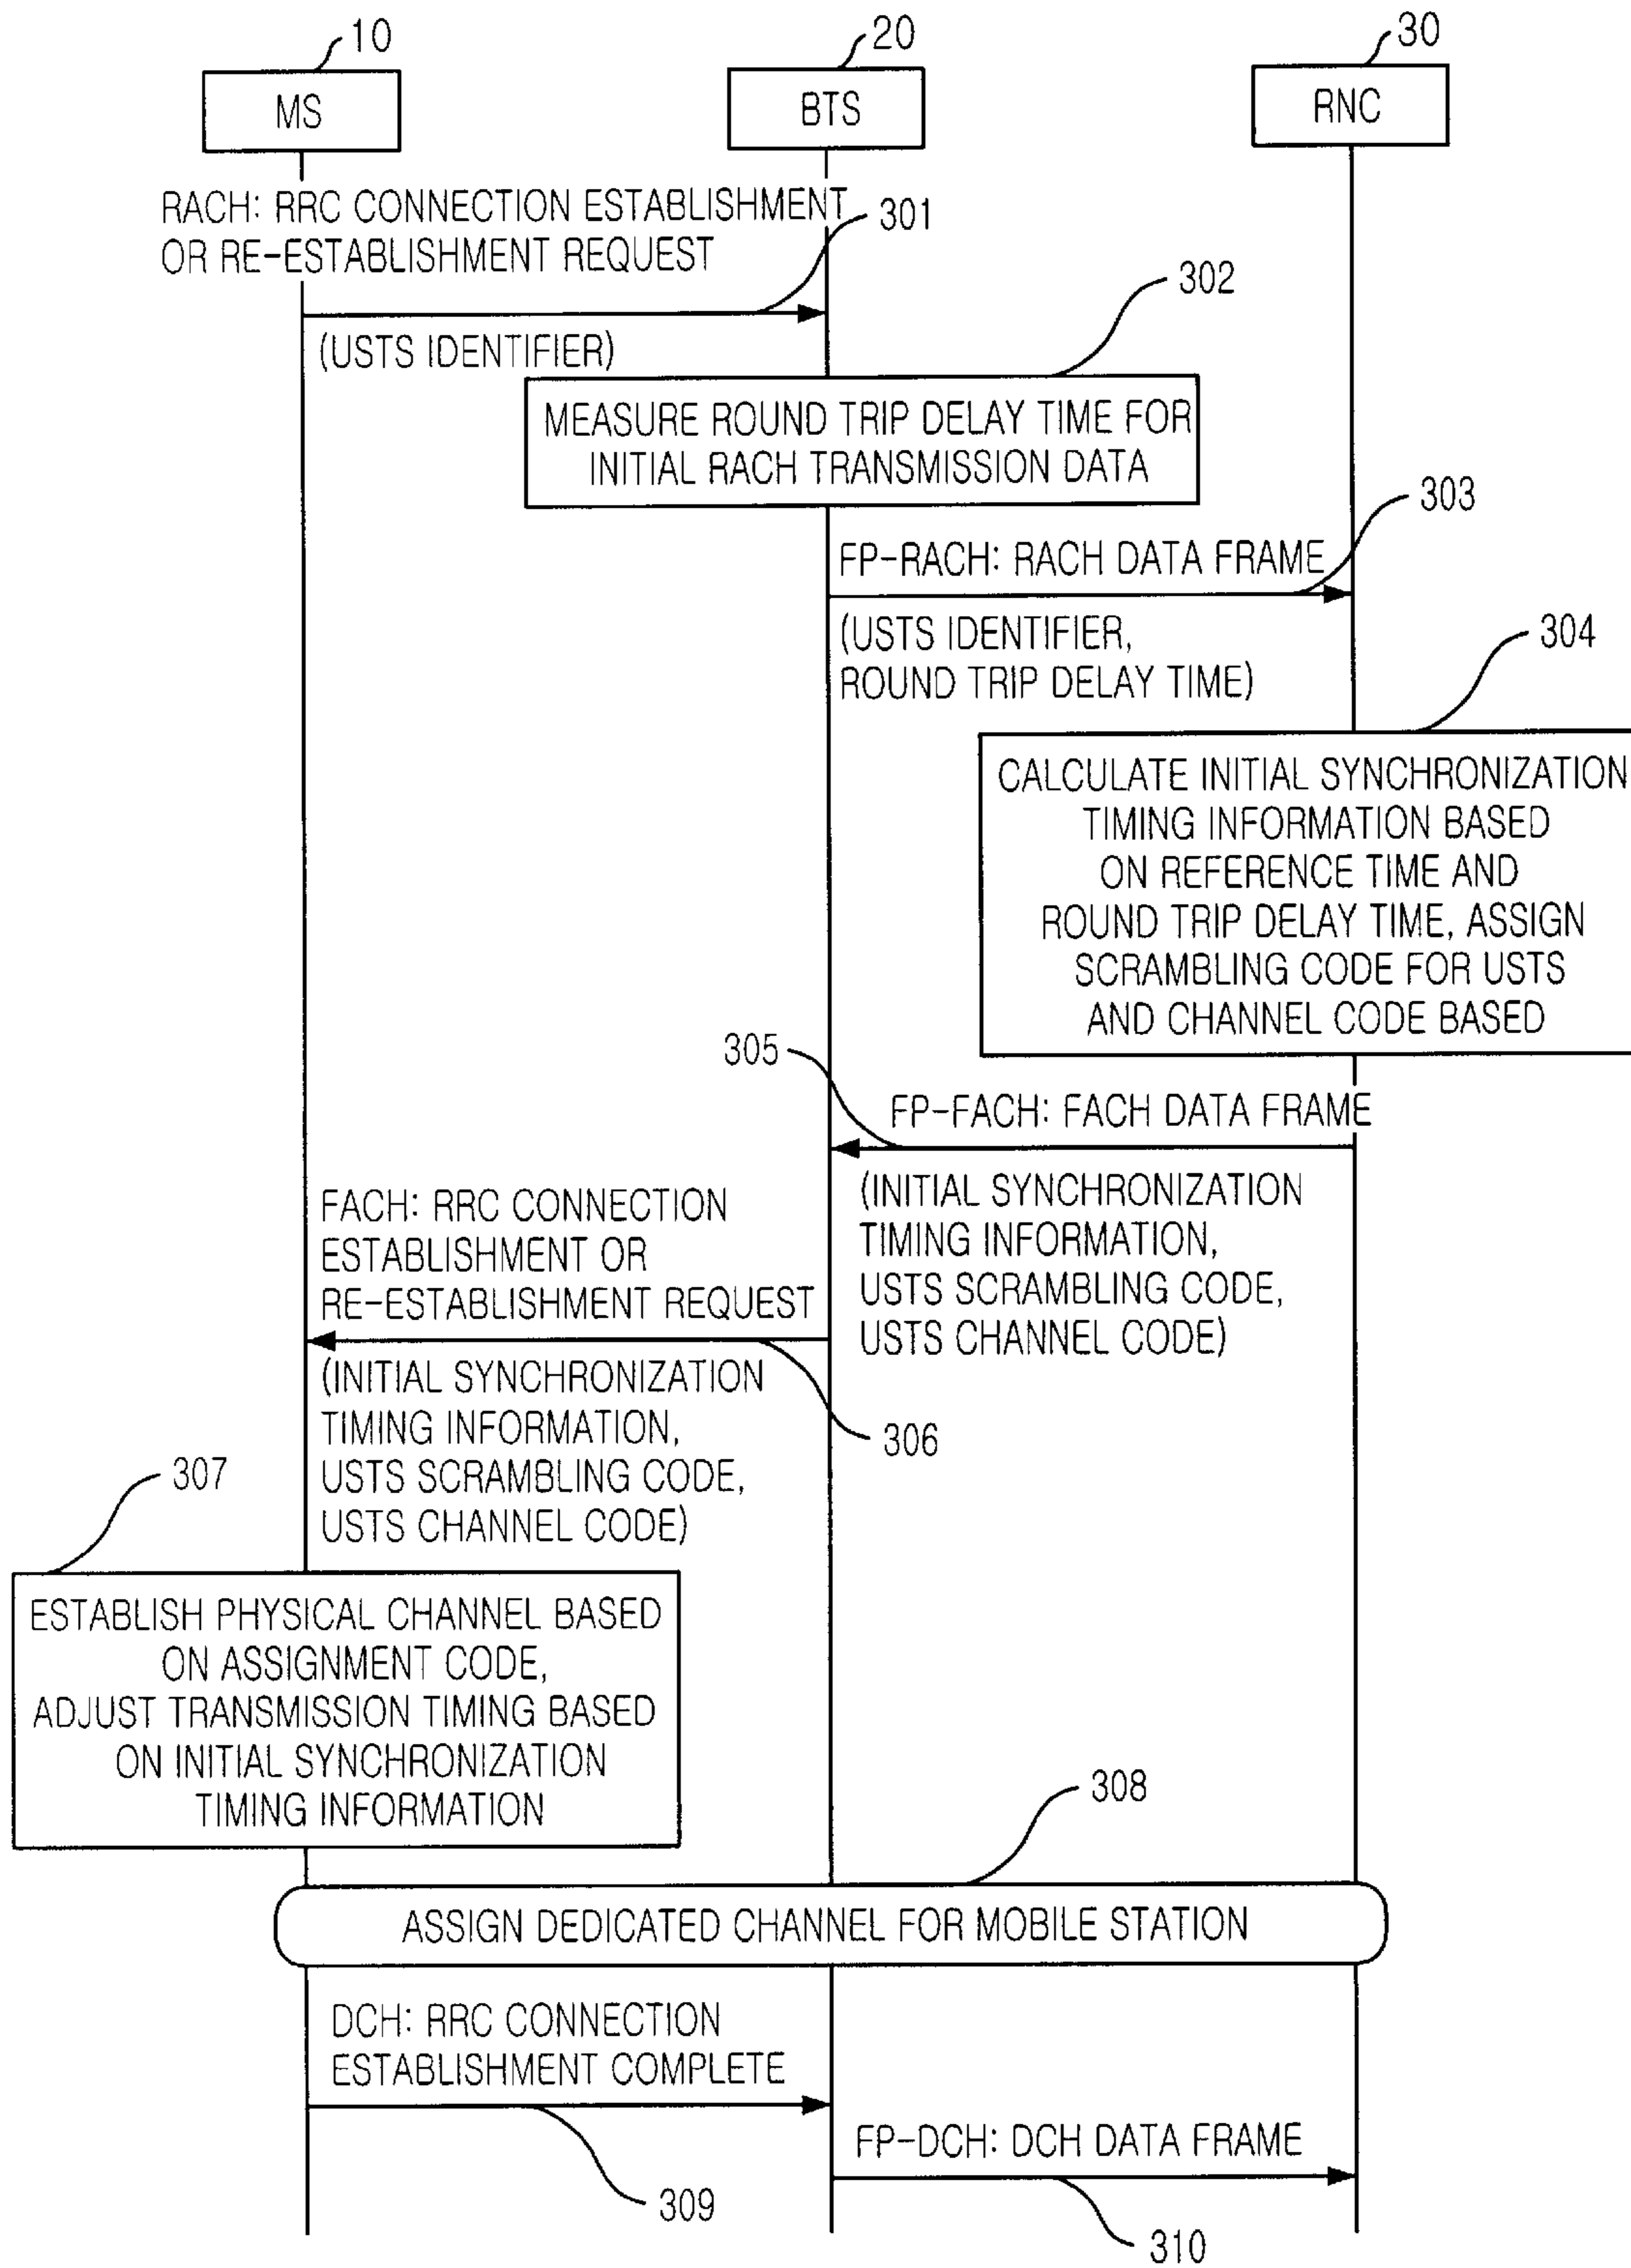 10
20
30
MS
BTS
RNC
RACH: RRC CONNECTION ESTABLISHMENT
OR RE-ESTABLISHMENT REQUEST
301
(USTS IDENTIFIER)
302
MEASURE ROUND TRIP DELAY TIME FOR
INITIAL RACH TRANSMISSION DATA
303
FP-RACH: RACH DATA FRAME
(USTS IDENTIFIER,
ROUND TRIP DELAY TIME)
304
CALCULATE INITIAL SYNCHRONIZATION
TIMING INFORMATION BASED
ON REFERENCE TIME AND
ROUND TRIP DELAY TIME, ASSIGN
SCRAMBLING CODE FOR USTS
AND CHANNEL CODE BASED
305
FP-FACH: FACH DATA FRAME
(INITIAL SYNCHRONIZATION
TIMING INFORMATION,
USTS SCRAMBLING CODE,
USTS CHANNEL CODE)
FACH: RRC CONNECTION
ESTABLISHMENT OR
RE-ESTABLISHMENT REQUEST
306
(INITIAL SYNCHRONIZATION
TIMING INFORMATION,
USTS SCRAMBLING CODE,
USTS CHANNEL CODE)
307
ESTABLISH PHYSICAL CHANNEL BASED
ON ASSIGNMENT CODE,
ADJUST TRANSMISSION TIMING BASED
ON INITIAL SYNCHRONIZATION
TIMING INFORMATION
308
ASSIGN DEDICATED CHANNEL FOR MOBILE STATION
DCH: RRC CONNECTION
ESTABLISHMENT COMPLETE
309
FP-DCH: DCH DATA FRAME
310